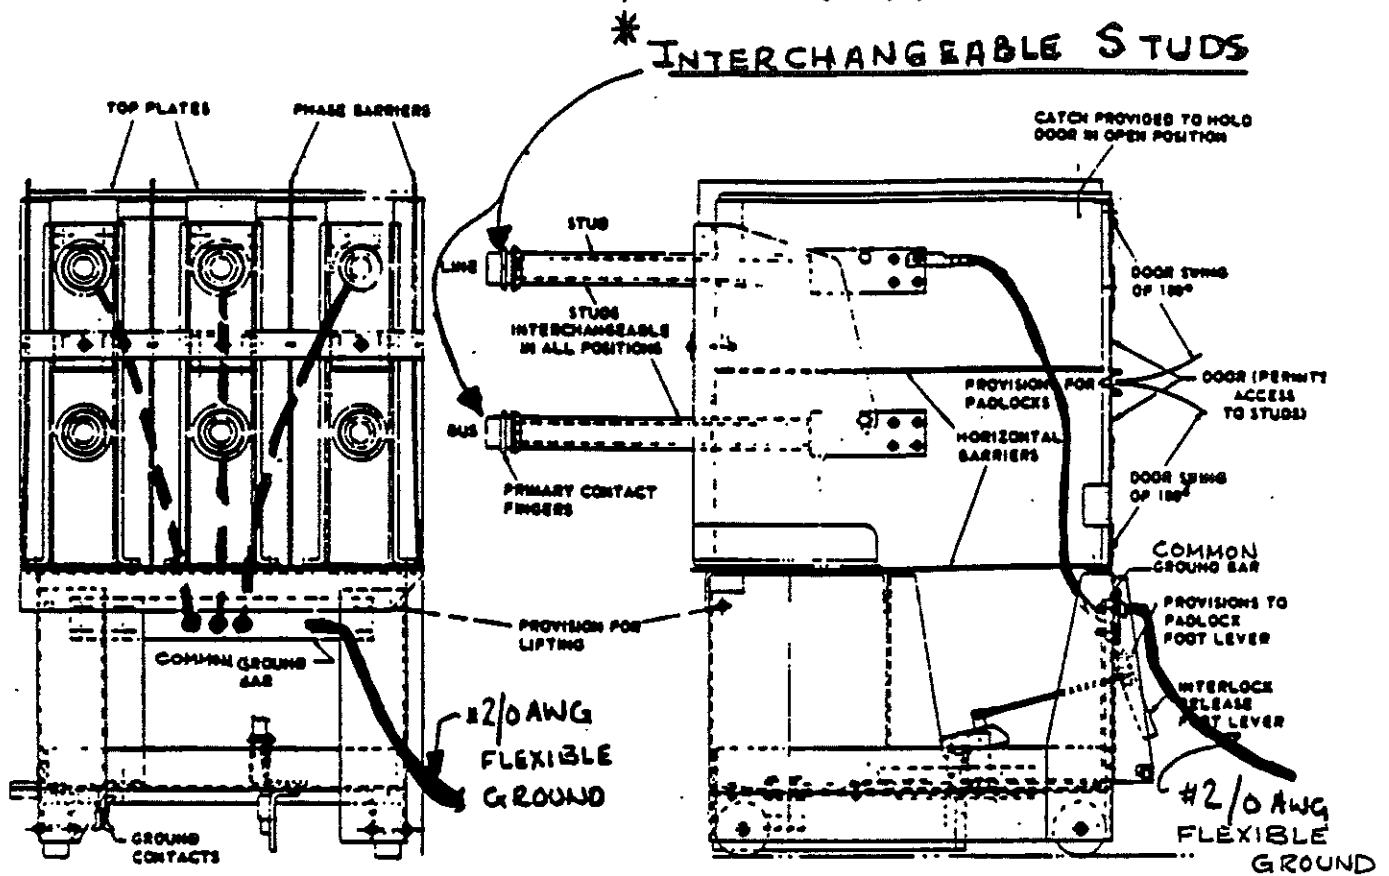 * INTERCHANGEABLE STUDS
TOP PLATES
PHASE BARRIERS
CATCH PROVIDED TO HOLD
DOOR IN OPEN POSITION
STUB
LINE
STUDS
INTERCHANGEABLE
IN ALL POSITIONS
DOOR SWING
OF 180°
PROVISION FOR
PADLOCKS
DOOR (PERMITS
ACCESS
TO STUDS)
BUS
HORIZONTAL
BARRIERS
PRIMARY CONTACT
FINGERS
DOOR SWING
OF 180°
COMMON
GROUND BAR
PROVISIONS TO
PADLOCK
FOOT LEVER
PROVISION FOR
LIFTING
COMMON GROUND
BAR
INTERLOCK
RELEASE
FOOT LEVER
#2/0 AWG
FLEXIBLE
GROUND
#2/0 AWG
FLEXIBLE
GROUND
GROUND
CONTACTS